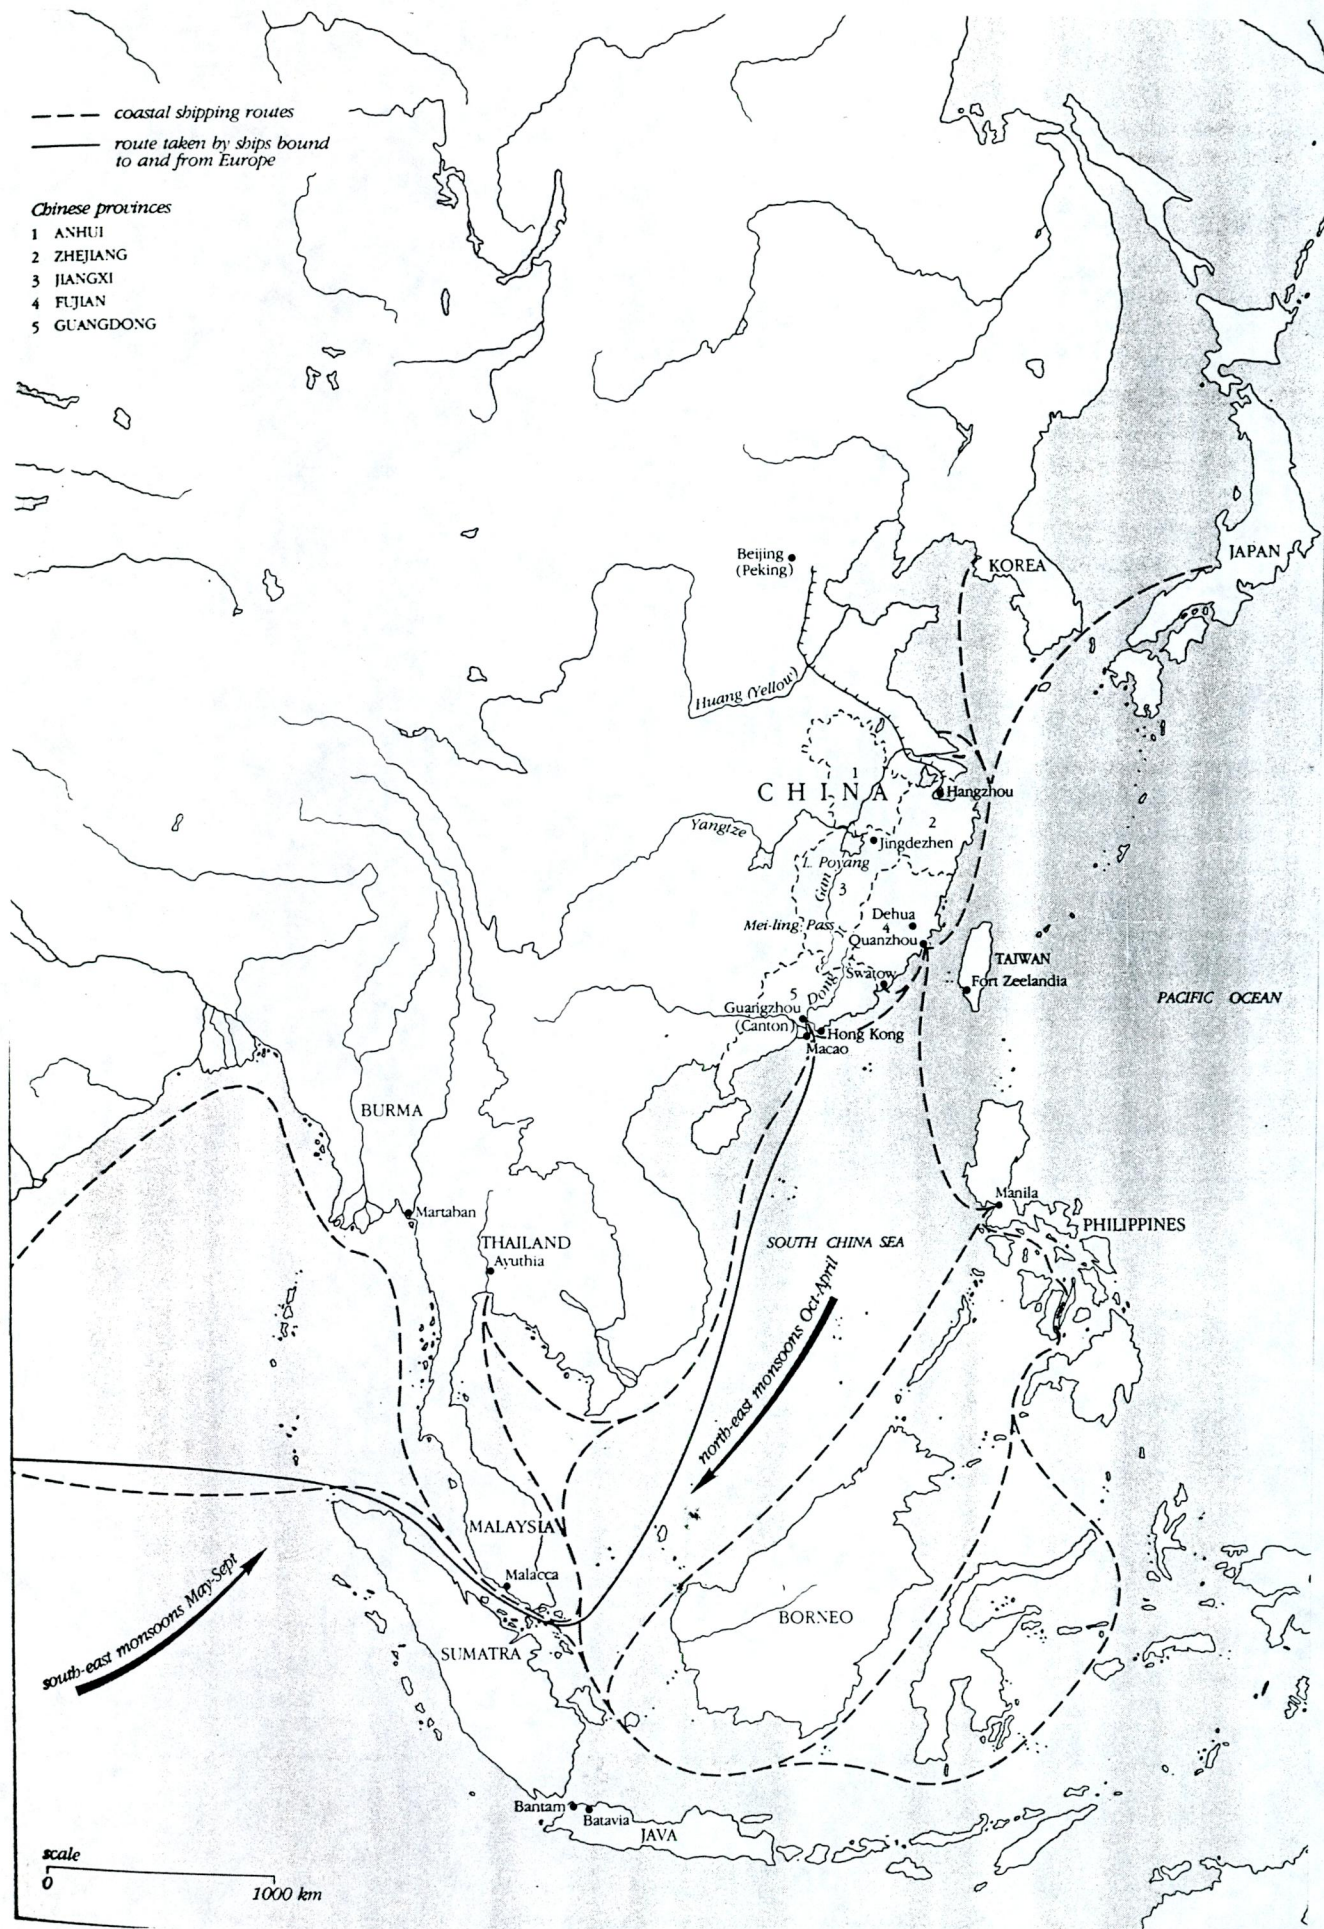 coastal shipping routes
route taken by ships bound
to and from Europe
Chinese provinces
1 ANHUI
2 ZHEJIANG
3 JIANGXI
4 FUJIAN
5 GUANGDONG
Beijing
(Peking)
KOREA
JAPAN
Huang (Yellow)
1
CHINA
Hangzhou
2
Yangtze
Jingdezhen
L. Poyang
Gan
3
Mei-ling Pass
Dehua
4
Quanzhou
TAIWAN
Fort Zeelandia
Swatow
5
Dong
PACIFIC OCEAN
Guangzhou
(Canton)
Hong Kong
Macao
BURMA
Martaban
Manila
PHILIPPINES
THAILAND
Ayuthia
SOUTH CHINA SEA
north-east monsoons Oct-April
MALAYSIA
Malacca
south-east monsoons May-Sept
SUMATRA
BORNEO
Bantam
Batavia
JAVA
scale
0
1000 km